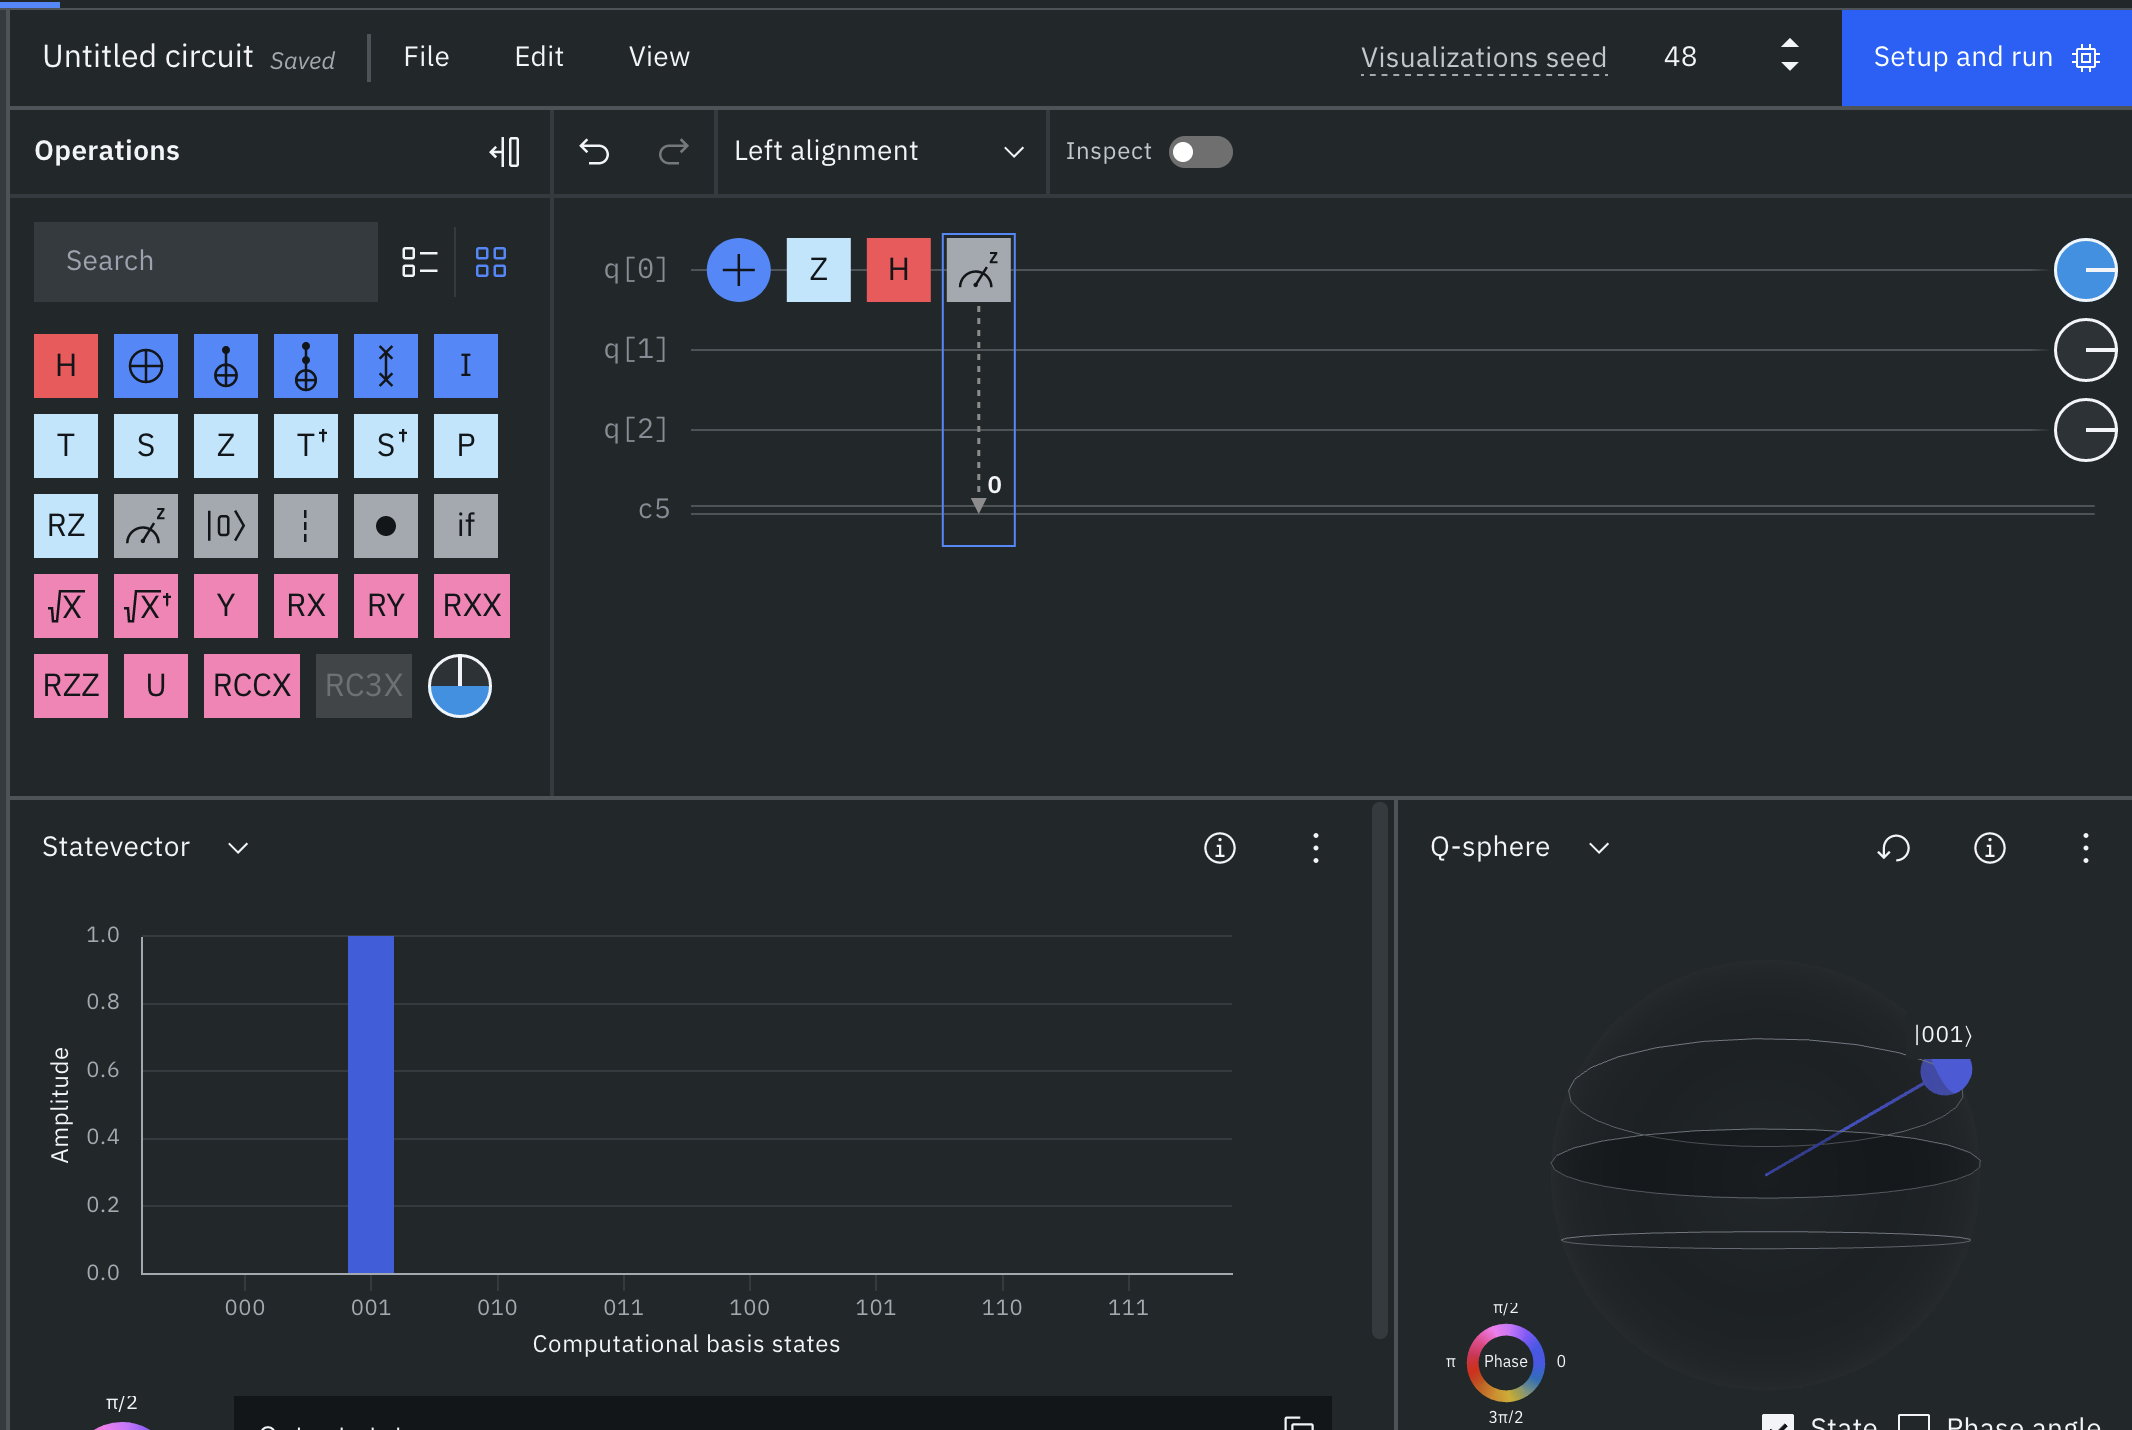 Untitled circuit Saved File Edit View Visualizations seed 48 Setup and run
Operations Left alignment Inspect
Search
H I
T S Z T† S† P
RZ z |0⟩ if
√X √X† Y RX RY RXX
RZZ U RCCX RC3X
q[0] Z H z
q[1]
q[2]
0
c5
Statevector
1.0
0.8
0.6
0.4
0.2
0.0
Amplitude
000 001 010 011 100 101 110 111
Computational basis states
π/2
Q-sphere
|001⟩
π/2
π Phase 0
3π/2
State Phase angle